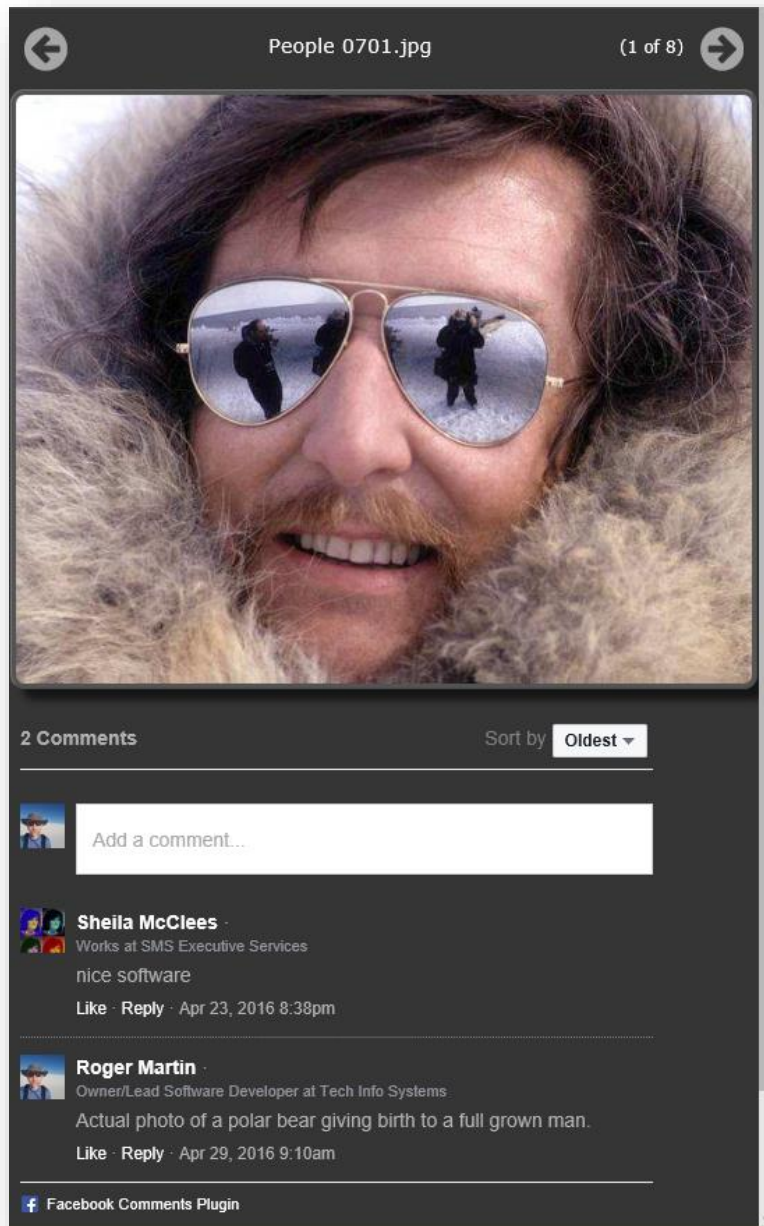 People 0701.jpg
(1 of 8)
2 Comments
Sort by Oldest
Add a comment...
Sheila McClees ·
Works at SMS Executive Services
nice software
Like · Reply · Apr 23, 2016 8:38pm
Roger Martin ·
Owner/Lead Software Developer at Tech Info Systems
Actual photo of a polar bear giving birth to a full grown man.
Like · Reply · Apr 29, 2016 9:10am
Facebook Comments Plugin